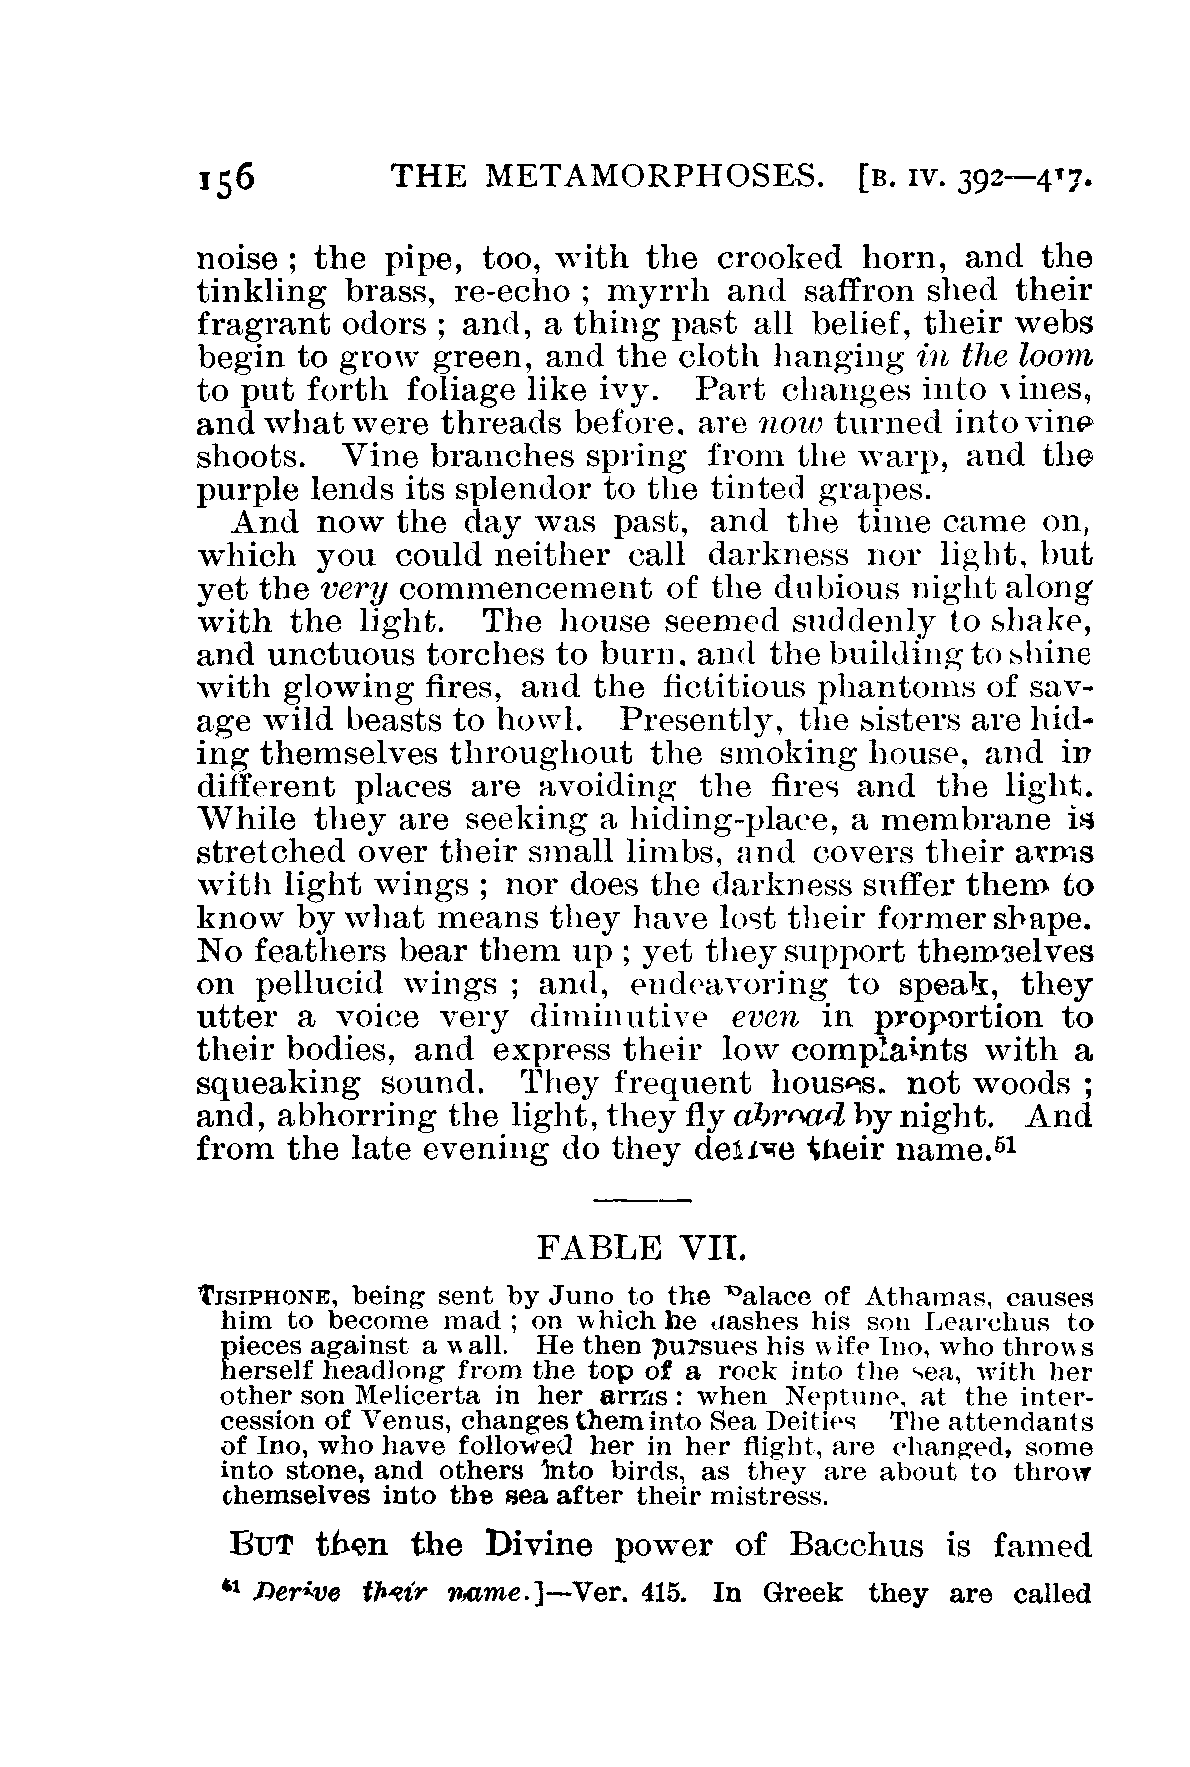 156 THE METAMORPHOSES. [B. IV. 392—417.
noise ; the pipe, too, with the crooked horn, and the
tinkling brass, re-echo ; myrrh and saffron shed their
fragrant odors ; and, a thing past all belief, their webs
begin to grow green, and the cloth hanging in the loom
to put forth foliage like ivy. Part changes into vines,
and what were threads before, are now turned into vine
shoots. Vine branches spring from the warp, and the
purple lends its splendor to the tinted grapes.
And now the day was past, and the time came on,
which you could neither call darkness nor light, but
yet the very commencement of the dubious night along
with the light. The house seemed suddenly to shake,
and unctuous torches to burn, and the building to shine
with glowing fires, and the fictitious phantoms of sav-
age wild beasts to howl. Presently, the sisters are hid-
ing themselves throughout the smoking house, and in
different places are avoiding the fires and the light.
While they are seeking a hiding-place, a membrane is
stretched over their small limbs, and covers their arms
with light wings ; nor does the darkness suffer them to
know by what means they have lost their former shape.
No feathers bear them up ; yet they support themselves
on pellucid wings ; and, endeavoring to speak, they
utter a voice very diminutive even in proportion to
their bodies, and express their low complaints with a
squeaking sound. They frequent houses, not woods ;
and, abhorring the light, they fly abroad by night. And
from the late evening do they derive their name.51
FABLE VII.
TISIPHONE, being sent by Juno to the Palace of Athamas, causes
him to become mad ; on which he dashes his son Learchus to
pieces against a wall. He then pursues his wife Ino, who throws
herself headlong from the top of a rock into the sea, with her
other son Melicerta in her arms : when Neptune, at the inter-
cession of Venus, changes them into Sea Deities The attendants
of Ino, who have followed her in her flight, are changed, some
into stone, and others into birds, as they are about to throw
themselves into the sea after their mistress.
BUT then the Divine power of Bacchus is famed
51 Derive their name.]—Ver. 415. In Greek they are called